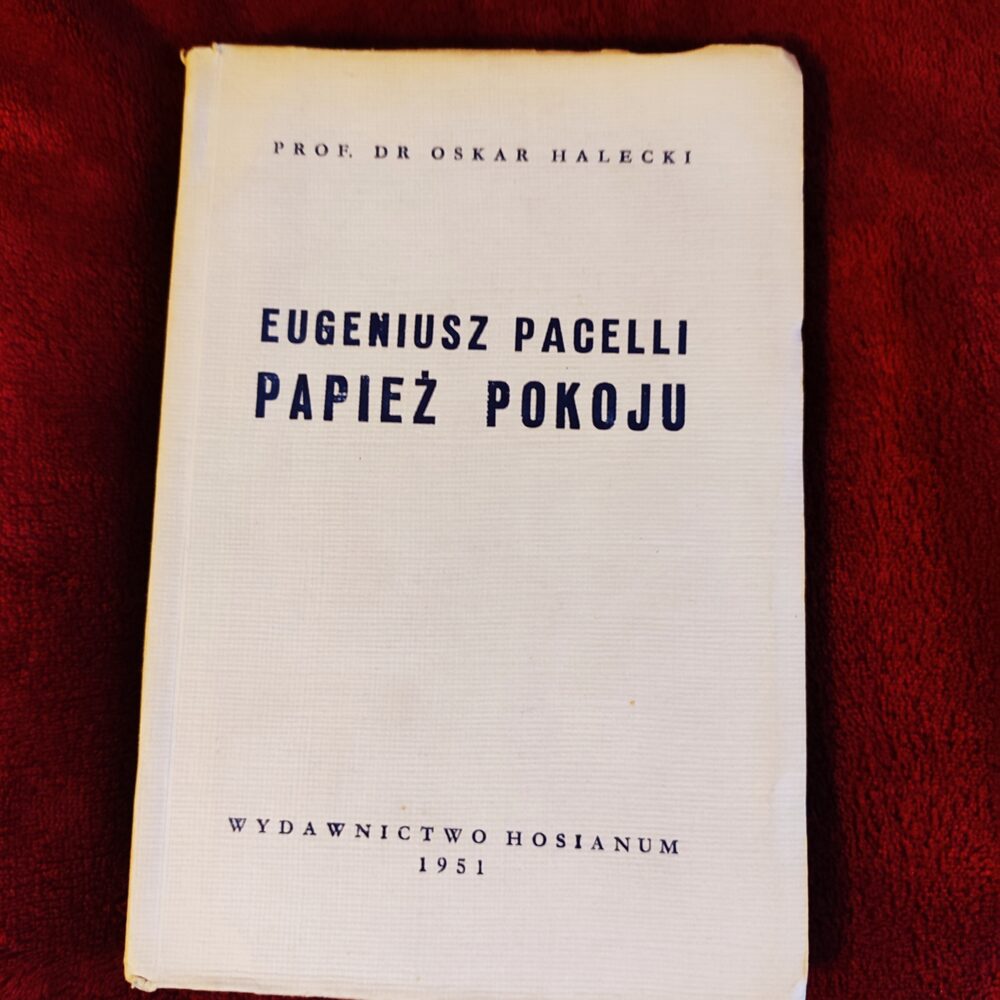 PROF. DR OSKAR HALECKI
EUGENIUSZ PACELLI
PAPIEŻ POKOJU
WYDAWNICTWO HOSIANUM
1951